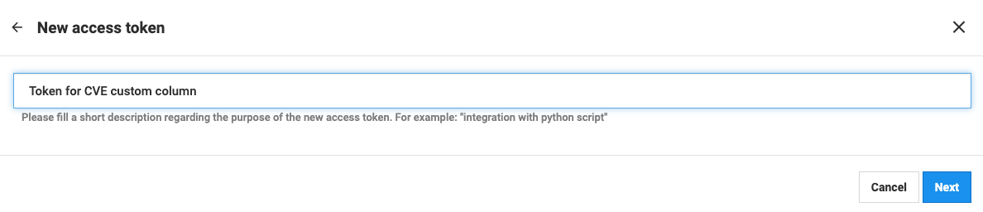 New access token
Token for CVE custom column
Please fill a short description regarding the purpose of the new access token. For example: "integration with python script"
Cancel Next